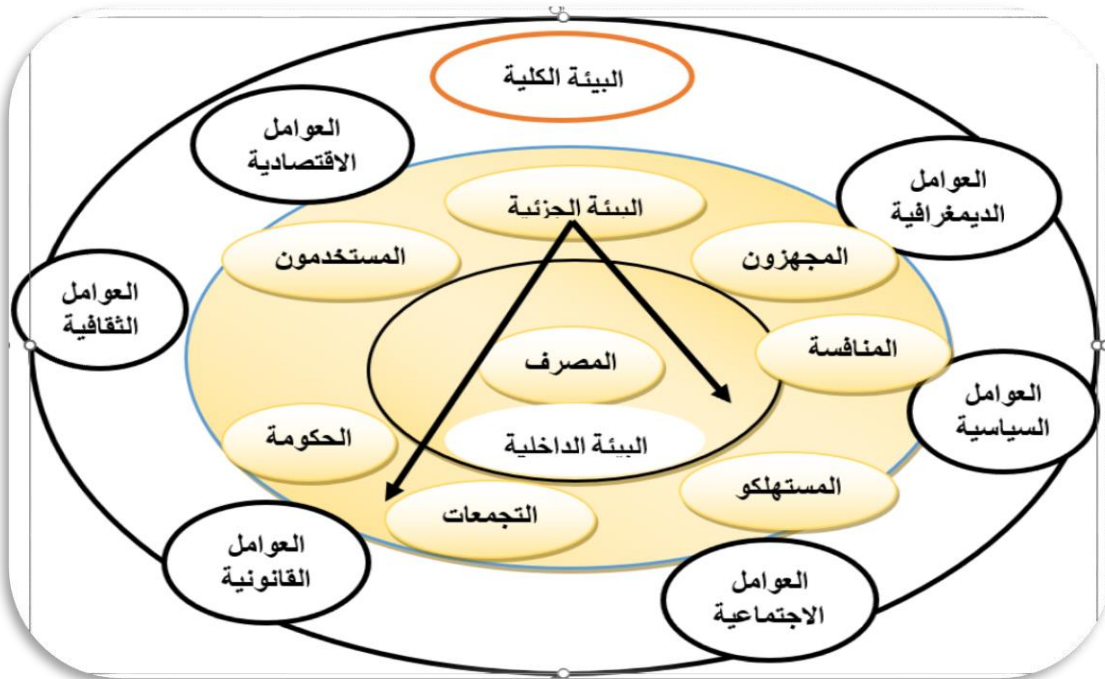 البيئة الكلية
العوامل
الاقتصادية
العوامل
الديمغرافية
البيئة الجزئية
المستخدمون
المجهزون
العوامل
الثقافية
المنافسة
المصرف
العوامل
السياسية
الحكومة
البيئة الداخلية
المستهلكو
التجمعات
العوامل
القانونية
العوامل
الاجتماعية